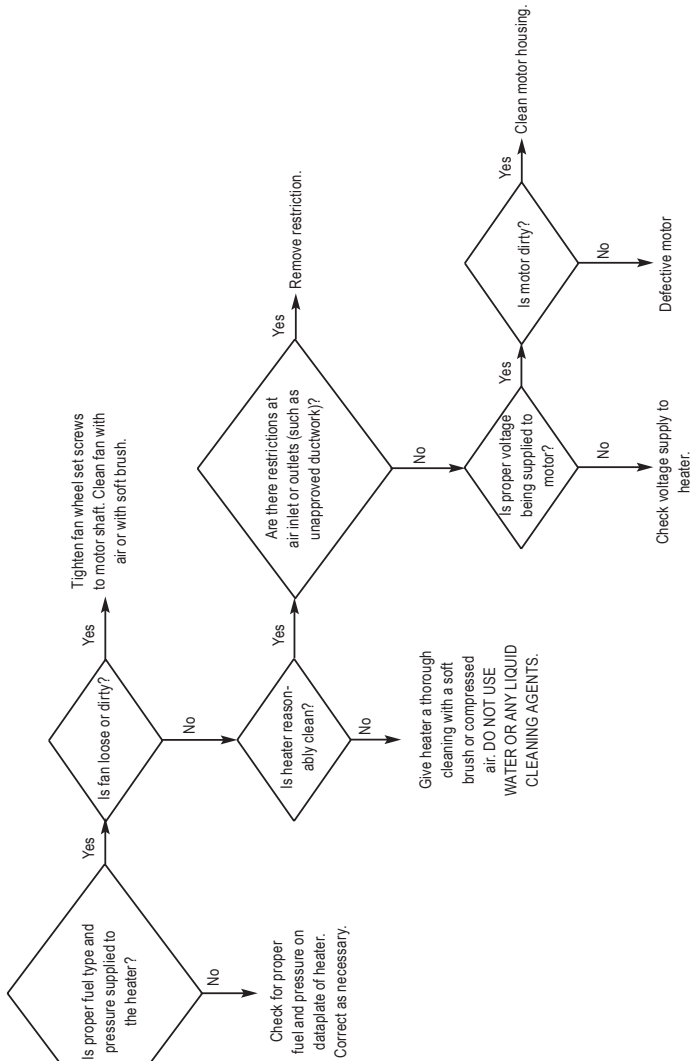 Is proper fuel type and
pressure supplied to
the heater?
Yes
No
Check for proper
fuel and pressure on
dataplate of heater.
Correct as necessary.
Is fan loose or dirty?
Yes
Tighten fan wheel set screws
to motor shaft. Clean fan with
air or with soft brush.
No
Is heater reason-
ably clean?
Yes
No
Give heater a thorough
cleaning with a soft
brush or compressed
air. DO NOT USE
WATER OR ANY LIQUID
CLEANING AGENTS.
Are there restrictions at
air inlet or outlets (such as
unapproved ductwork)?
Yes
Remove restriction.
No
Is proper voltage
being supplied to
motor?
Yes
No
Check voltage supply to
heater.
Is motor dirty?
Yes
Clean motor housing.
No
Defective motor